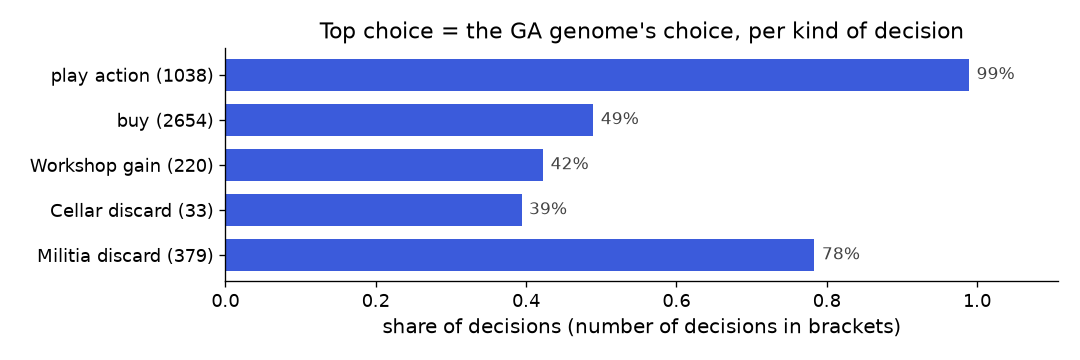 Top choice = the GA genome's choice, per kind of decision
play action (1038)
99%
buy (2654)
49%
Workshop gain (220)
42%
Cellar discard (33)
39%
Militia discard (379)
78%
0.0 0.2 0.4 0.6 0.8 1.0
share of decisions (number of decisions in brackets)